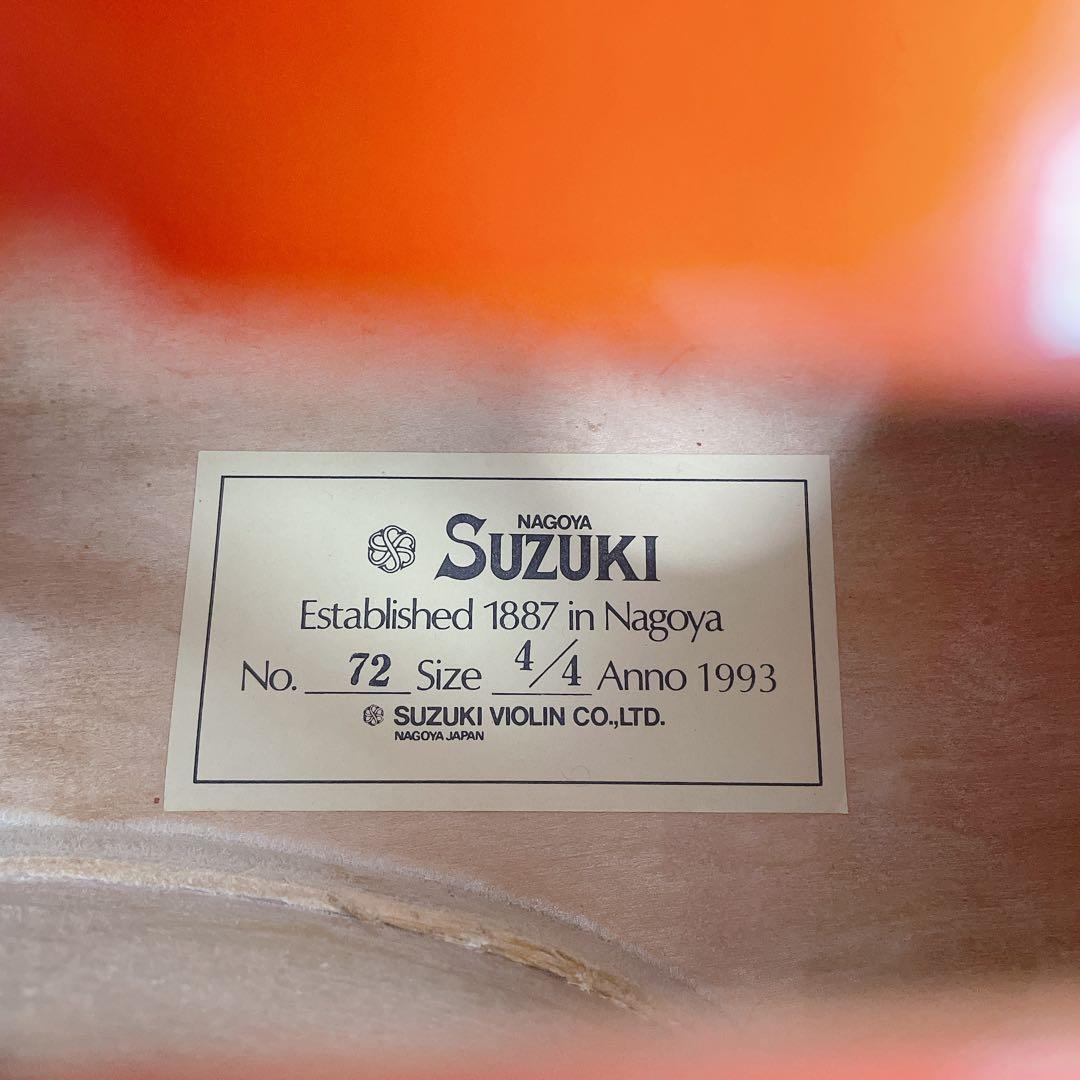 NAGOYA
SUZUKI
Established 1887 in Nagoya
No. 72 Size 4/4 Anno 1993
SUZUKI VIOLIN CO.,LTD.
NAGOYA JAPAN